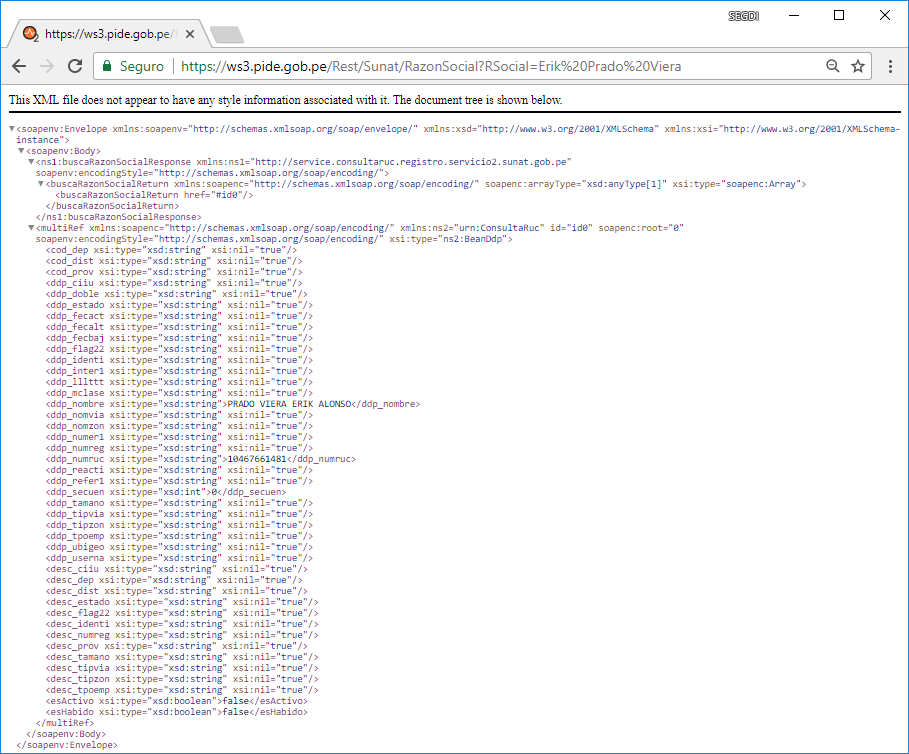 SEGDI
https://ws3.pide.gob.pe/
Seguro | https://ws3.pide.gob.pe/Rest/Sunat/RazonSocial?RSocial=Erik%20Prado%20Viera
This XML file does not appear to have any style information associated with it. The document tree is shown below.
▼<soapenv:Envelope xmlns:soapenv="http://schemas.xmlsoap.org/soap/envelope/" xmlns:xsd="http://www.w3.org/2001/XMLSchema" xmlns:xsi="http://www.w3.org/2001/XMLSchema-
instance">
▼<soapenv:Body>
▼<ns1:buscaRazonSocialResponse xmlns:ns1="http://service.consultaruc.registro.servicio2.sunat.gob.pe"
soapenv:encodingStyle="http://schemas.xmlsoap.org/soap/encoding/">
▼<buscaRazonSocialReturn xmlns:soapenc="http://schemas.xmlsoap.org/soap/encoding/" soapenc:arrayType="xsd:anyType[1]" xsi:type="soapenc:Array">
<buscaRazonSocialReturn href="#id0"/>
</buscaRazonSocialReturn>
</ns1:buscaRazonSocialResponse>
▼<multiRef xmlns:soapenc="http://schemas.xmlsoap.org/soap/encoding/" xmlns:ns2="urn:ConsultaRuc" id="id0" soapenc:root="0"
soapenv:encodingStyle="http://schemas.xmlsoap.org/soap/encoding/" xsi:type="ns2:BeanDdp">
<cod_dep xsi:type="xsd:string" xsi:nil="true"/>
<cod_dist xsi:type="xsd:string" xsi:nil="true"/>
<cod_prov xsi:type="xsd:string" xsi:nil="true"/>
<ddp_ciiu xsi:type="xsd:string" xsi:nil="true"/>
<ddp_doble xsi:type="xsd:string" xsi:nil="true"/>
<ddp_estado xsi:type="xsd:string" xsi:nil="true"/>
<ddp_fecact xsi:type="xsd:string" xsi:nil="true"/>
<ddp_fecalt xsi:type="xsd:string" xsi:nil="true"/>
<ddp_fecbaj xsi:type="xsd:string" xsi:nil="true"/>
<ddp_flag22 xsi:type="xsd:string" xsi:nil="true"/>
<ddp_identi xsi:type="xsd:string" xsi:nil="true"/>
<ddp_inter1 xsi:type="xsd:string" xsi:nil="true"/>
<ddp_lllttt xsi:type="xsd:string" xsi:nil="true"/>
<ddp_mclase xsi:type="xsd:string" xsi:nil="true"/>
<ddp_nombre xsi:type="xsd:string">PRADO VIERA ERIK ALONSO</ddp_nombre>
<ddp_nomvia xsi:type="xsd:string" xsi:nil="true"/>
<ddp_nomzon xsi:type="xsd:string" xsi:nil="true"/>
<ddp_numer1 xsi:type="xsd:string" xsi:nil="true"/>
<ddp_numreg xsi:type="xsd:string" xsi:nil="true"/>
<ddp_numruc xsi:type="xsd:string">10467661481</ddp_numruc>
<ddp_reacti xsi:type="xsd:string" xsi:nil="true"/>
<ddp_refer1 xsi:type="xsd:string" xsi:nil="true"/>
<ddp_secuen xsi:type="xsd:int">0</ddp_secuen>
<ddp_tamano xsi:type="xsd:string" xsi:nil="true"/>
<ddp_tipvia xsi:type="xsd:string" xsi:nil="true"/>
<ddp_tipzon xsi:type="xsd:string" xsi:nil="true"/>
<ddp_tpoemp xsi:type="xsd:string" xsi:nil="true"/>
<ddp_ubigeo xsi:type="xsd:string" xsi:nil="true"/>
<ddp_userna xsi:type="xsd:string" xsi:nil="true"/>
<desc_ciiu xsi:type="xsd:string" xsi:nil="true"/>
<desc_dep xsi:type="xsd:string" xsi:nil="true"/>
<desc_dist xsi:type="xsd:string" xsi:nil="true"/>
<desc_estado xsi:type="xsd:string" xsi:nil="true"/>
<desc_flag22 xsi:type="xsd:string" xsi:nil="true"/>
<desc_identi xsi:type="xsd:string" xsi:nil="true"/>
<desc_numreg xsi:type="xsd:string" xsi:nil="true"/>
<desc_prov xsi:type="xsd:string" xsi:nil="true"/>
<desc_tamano xsi:type="xsd:string" xsi:nil="true"/>
<desc_tipvia xsi:type="xsd:string" xsi:nil="true"/>
<desc_tipzon xsi:type="xsd:string" xsi:nil="true"/>
<desc_tpoemp xsi:type="xsd:string" xsi:nil="true"/>
<esActivo xsi:type="xsd:boolean">false</esActivo>
<esHabido xsi:type="xsd:boolean">false</esHabido>
</multiRef>
</soapenv:Body>
</soapenv:Envelope>